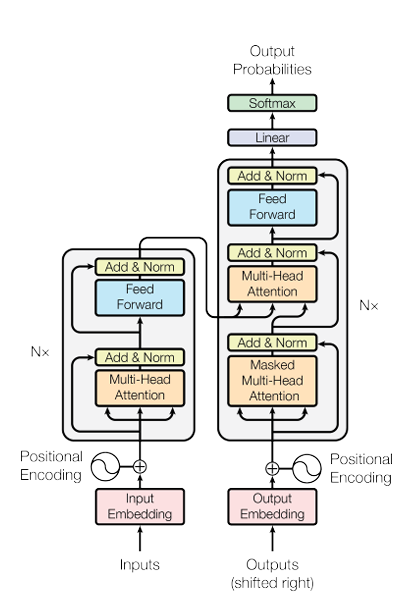 Output
Probabilities
Softmax
Linear
Add & Norm
Feed
Forward
Add & Norm
Multi-Head
Attention
Add & Norm
Masked
Multi-Head
Attention
N×
Add & Norm
Feed
Forward
Add & Norm
Multi-Head
Attention
N×
Positional
Encoding
Positional
Encoding
Input
Embedding
Output
Embedding
Inputs
Outputs
(shifted right)